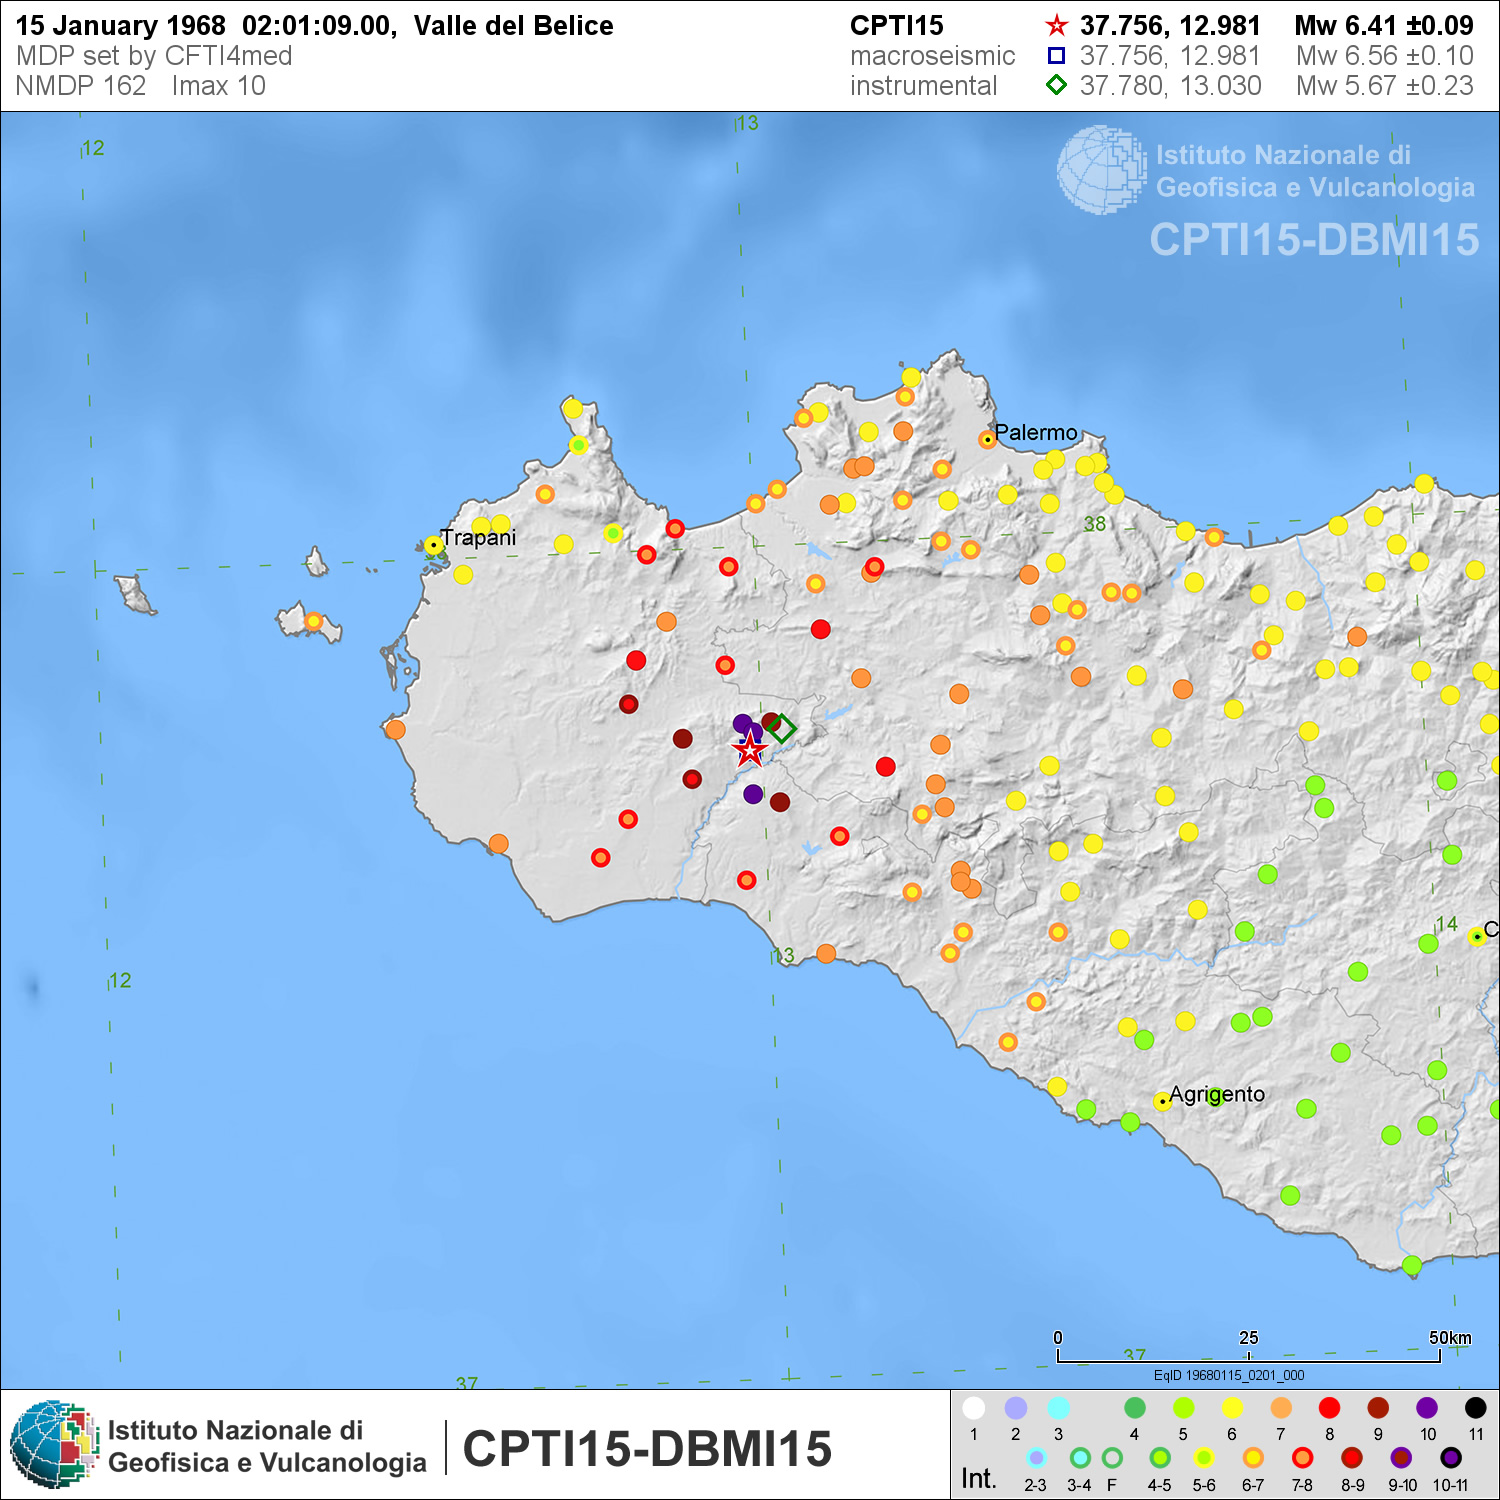 15 January 1968 02:01:09.00, Valle del Belice
MDP set by CFTI4med
NMDP 162 Imax 10
CPTI15 37.756, 12.981 Mw 6.41 ±0.09
macroseismic 37.756, 12.981 Mw 6.56 ±0.10
instrumental 37.780, 13.030 Mw 5.67 ±0.23
12
13
Istituto Nazionale di
Geofisica e Vulcanologia
CPTI15-DBMI15
Palermo
38
Trapani
14
C
13
12
Agrigento
0 25 50km
37
EqID 19680115_0201_000
37
Istituto Nazionale di
Geofisica e Vulcanologia
CPTI15-DBMI15
1 2 3 4 5 6 7 8 9 10 11
Int. 2-3 3-4 F 4-5 5-6 6-7 7-8 8-9 9-10 10-11